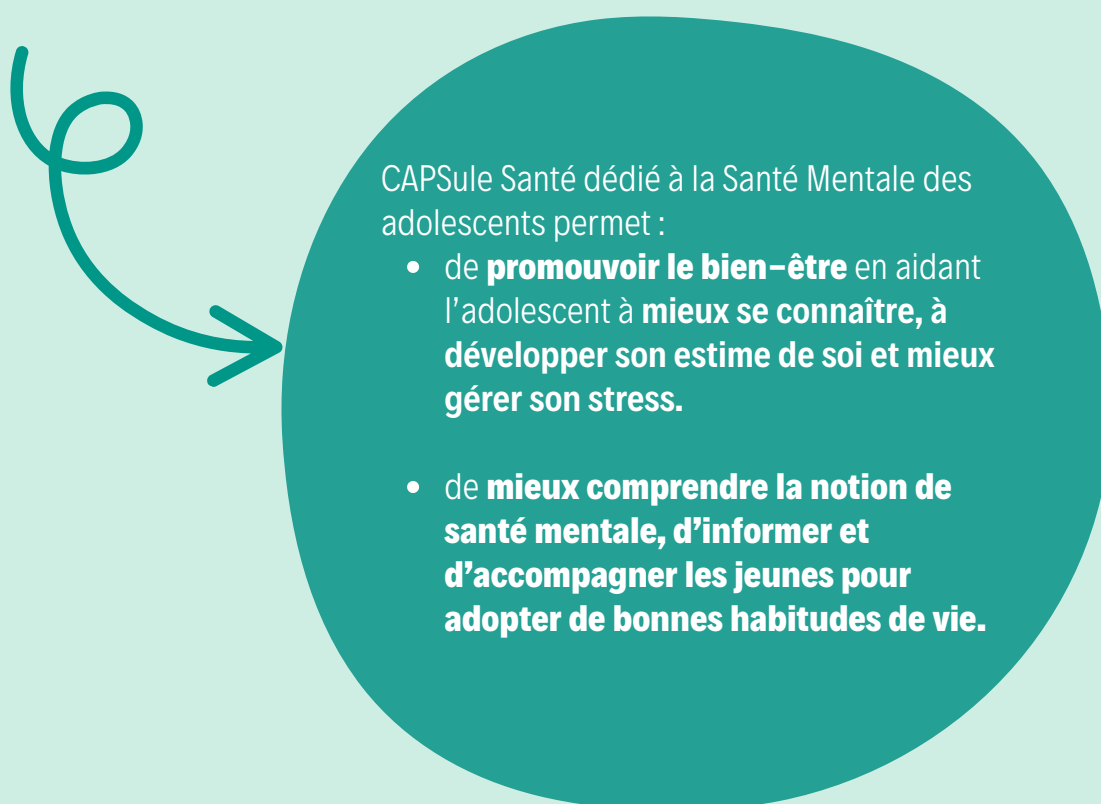 CAPSule Santé dédié à la Santé Mentale des
adolescents permet :
• de promouvoir le bien-être en aidant
l’adolescent à mieux se connaître, à
développer son estime de soi et mieux
gérer son stress.
• de mieux comprendre la notion de
santé mentale, d’informer et
d’accompagner les jeunes pour
adopter de bonnes habitudes de vie.